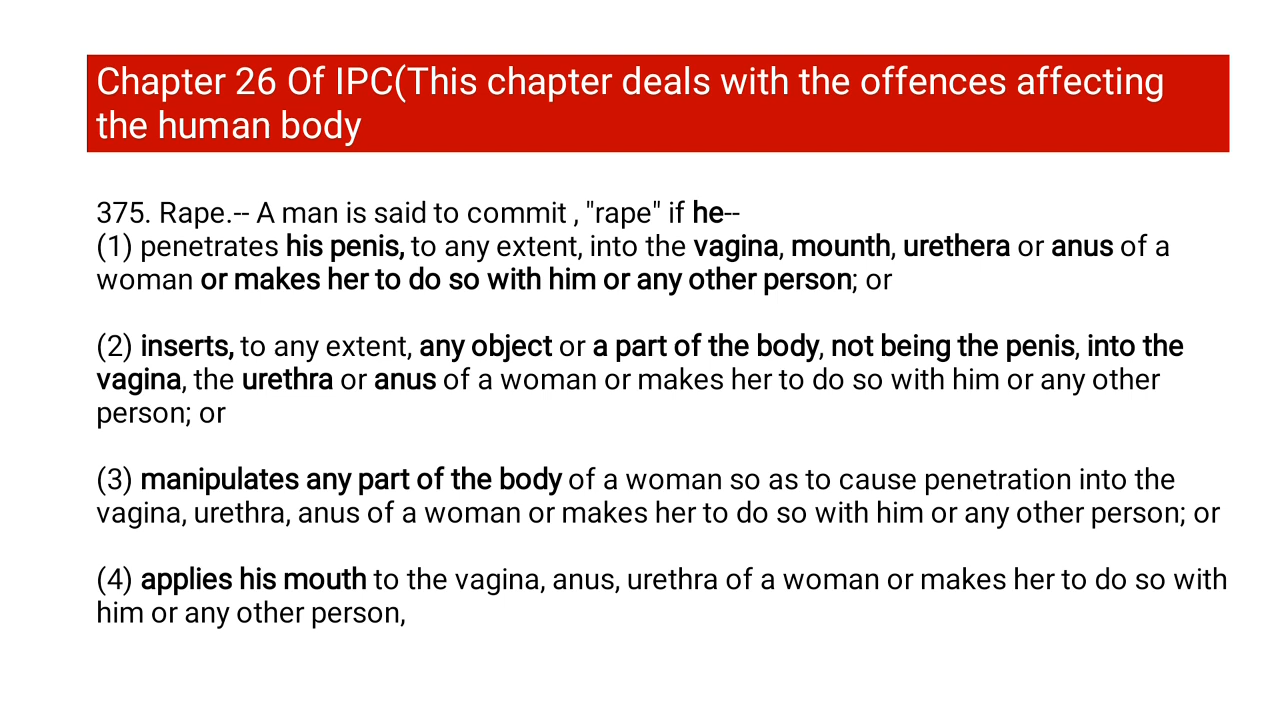 Chapter 26 Of IPC(This chapter deals with the offences affecting
the human body
375. Rape.-- A man is said to commit , "rape" if he--
(1) penetrates his penis, to any extent, into the vagina, mounth, urethera or anus of a
woman or makes her to do so with him or any other person; or
(2) inserts, to any extent, any object or a part of the body, not being the penis, into the
vagina, the urethra or anus of a woman or makes her to do so with him or any other
person; or
(3) manipulates any part of the body of a woman so as to cause penetration into the
vagina, urethra, anus of a woman or makes her to do so with him or any other person; or
(4) applies his mouth to the vagina, anus, urethra of a woman or makes her to do so with
him or any other person,